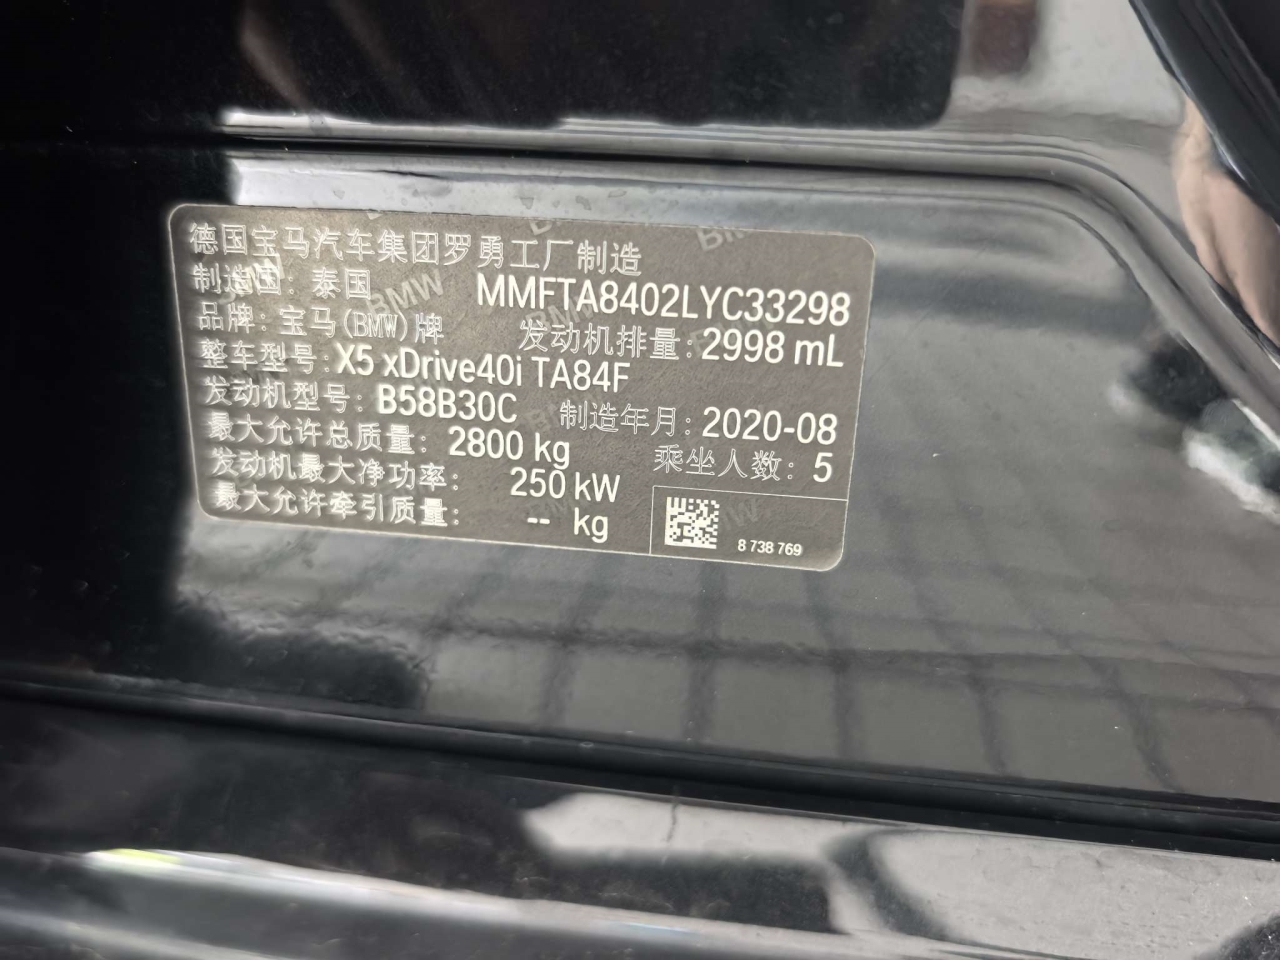 德国宝马汽车集团罗勇工厂制造
制造国: 泰国 MMFTA8402LYC33298
品牌: 宝马(BMW)牌 发动机排量: 2998 mL
整车型号: X5 xDrive40i TA84F
发动机型号: B58B30C 制造年月: 2020-08
最大允许总质量: 2800 kg 乘坐人数: 5
发动机最大净功率: 250 kW
最大允许牵引质量: -- kg
8 738 769